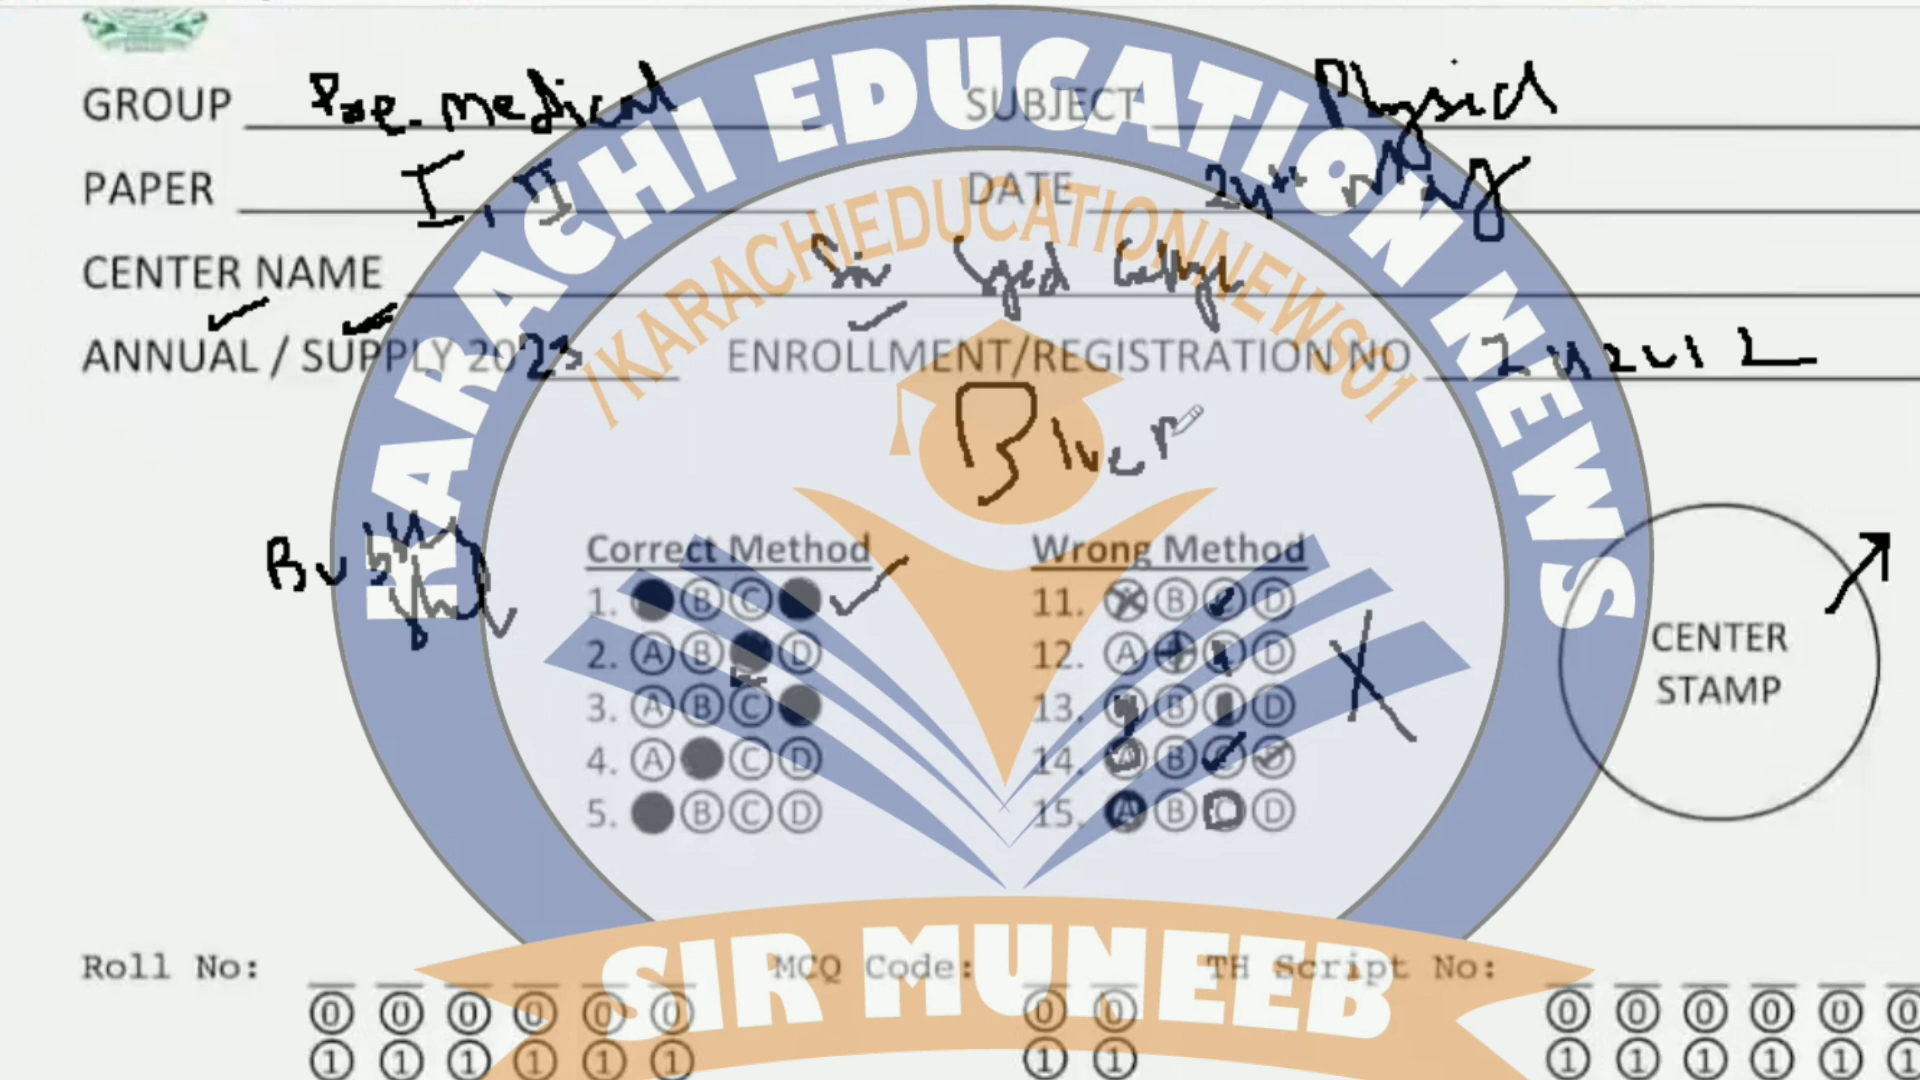 GROUP Pre-medical SUBJECT Physics
PAPER I, II DATE
CENTER NAME Sir Syed College
ANNUAL / SUPPLY 2023 ENROLLMENT/REGISTRATION NO
KARACHI EDUCATION NEWS
/KARACHIEDUCATIONNEWS01
Correct Method Wrong Method
1. B C 11. B D
2. A B D 12. A D
3. A B C 13. B D
4. A C D 14. B
5. B C D 15. A B D
CENTER
STAMP
SIR MUNEEB
Roll No: MCQ Code: TH Script No:
0 0 0 0 0 0 0 0 0 0 0 0 0 0
1 1 1 1 1 1 1 1 1 1 1 1 1 1